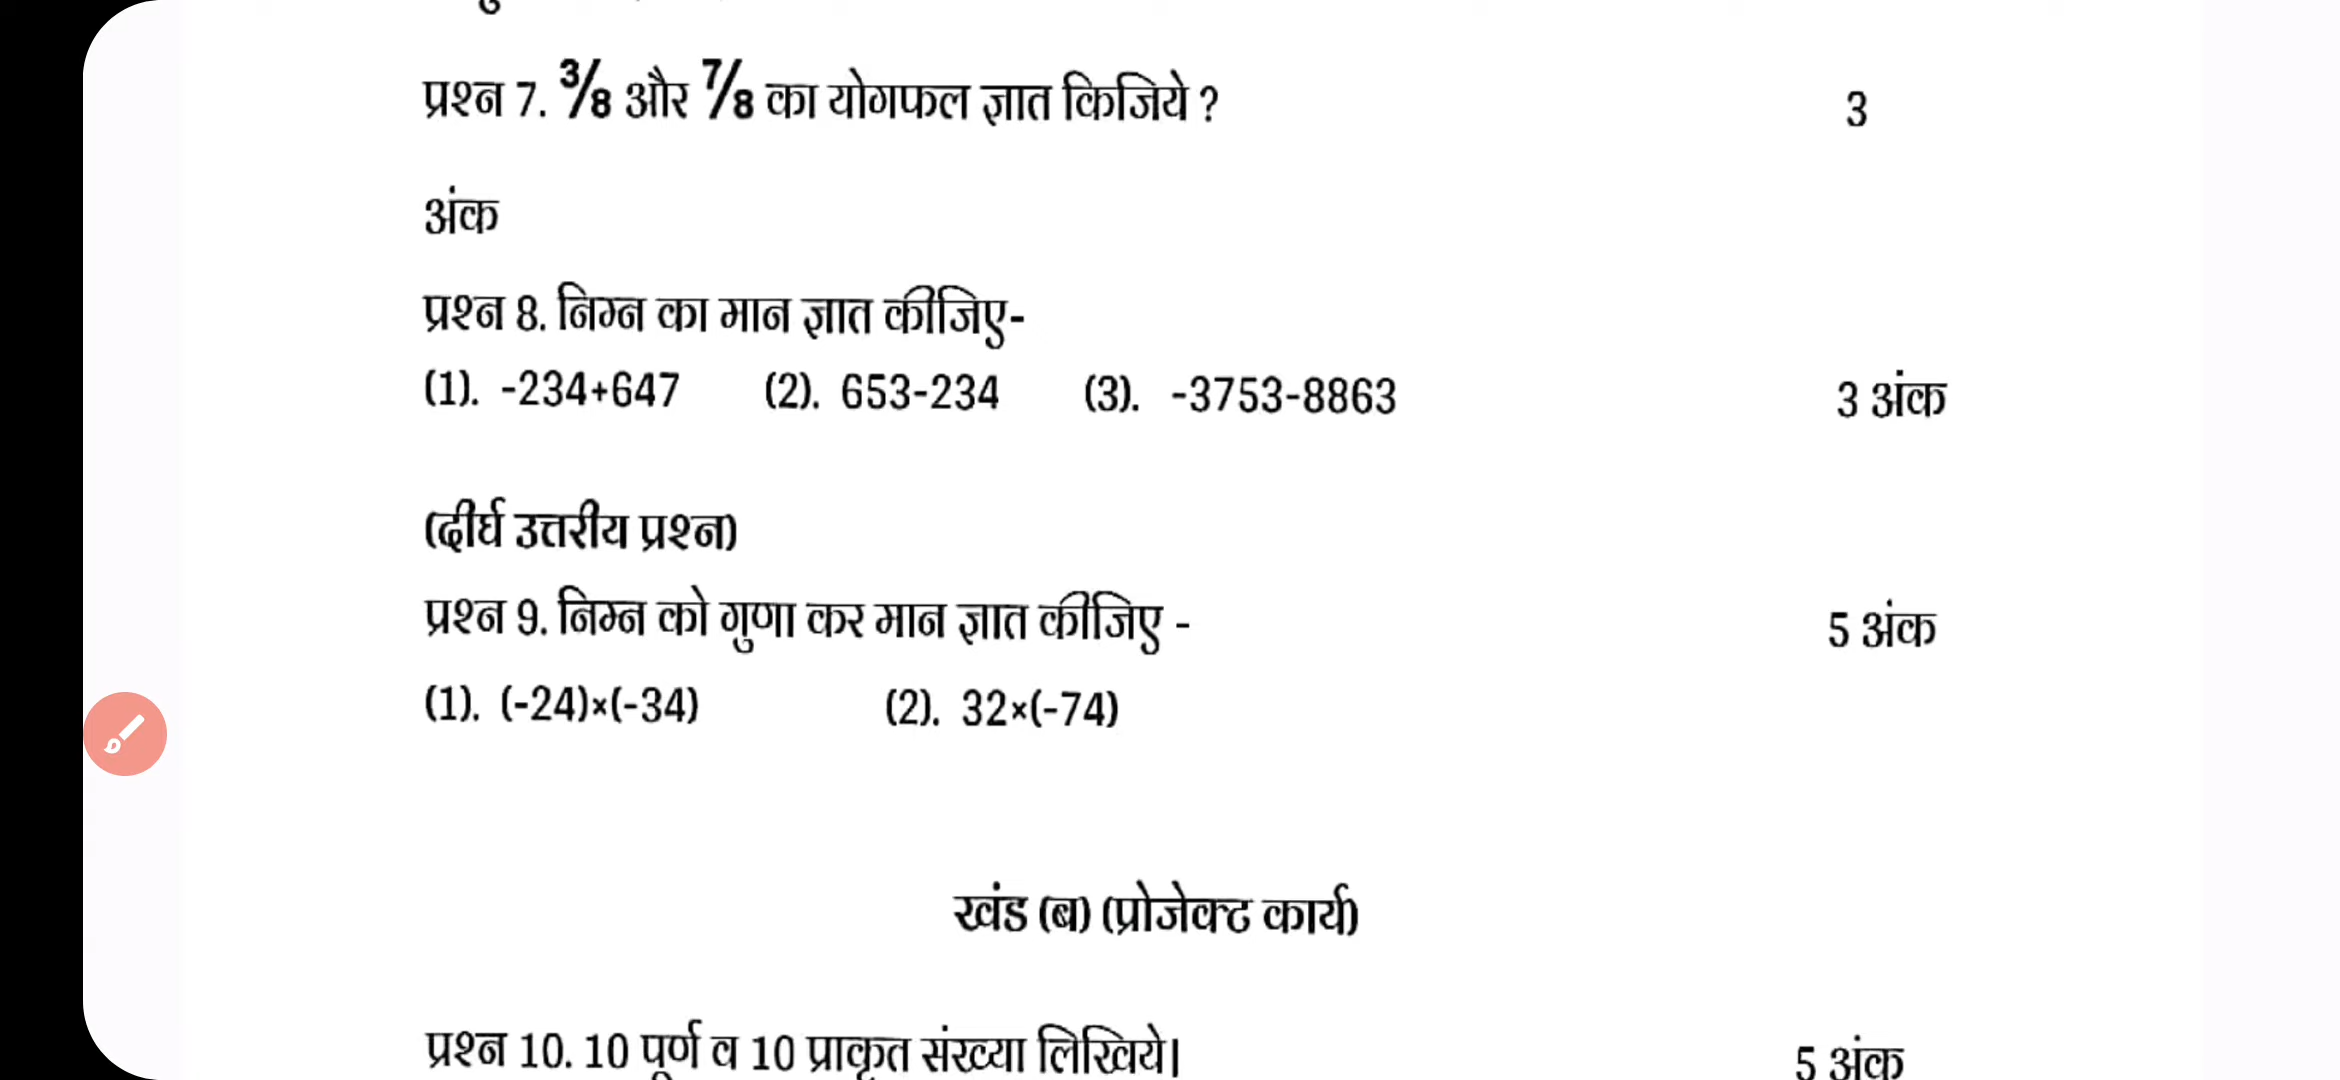 प्रश्न 7. 3/8 और 7/8 का योगफल ज्ञात किजिये ? 3
अंक
प्रश्न 8. निम्न का मान ज्ञात कीजिए-
(1). -234+647 (2). 653-234 (3). -3753-8863 3 अंक
(दीर्घ उत्तरीय प्रश्न)
प्रश्न 9. निम्न को गुणा कर मान ज्ञात कीजिए - 5 अंक
(1). (-24)×(-34) (2). 32×(-74)
खंड (ब) (प्रोजेक्ट कार्य)
प्रश्न 10. 10 पूर्ण व 10 प्राकृत संख्या लिखिये। 5 अंक